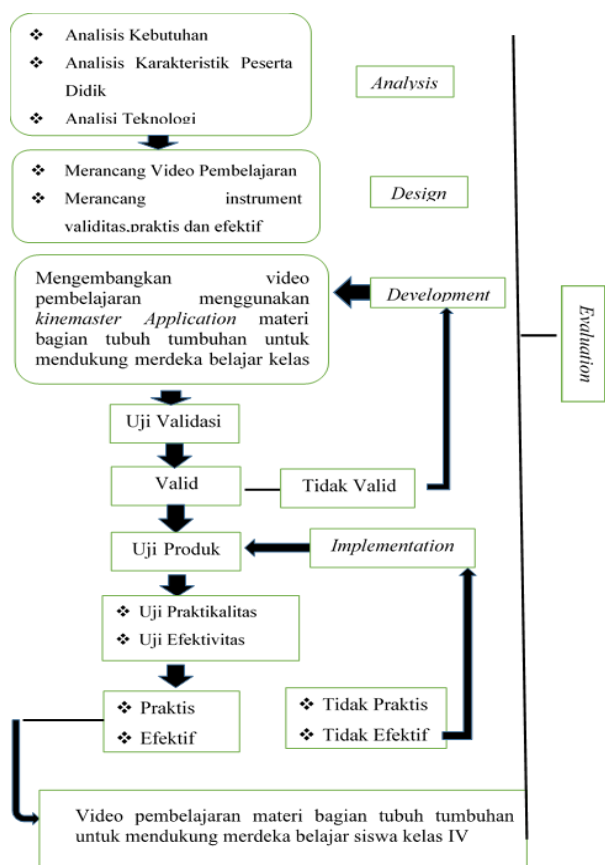 ❖ Analisis Kebutuhan
❖ Analisis Karakteristik Peserta
Didik
❖ Analisi Teknologi
Analysis
❖ Merancang Video Pembelajaran
❖ Merancang instrument
validitas,praktis dan efektif
Design
Mengembangkan video
pembelajaran menggunakan
kinemaster Application materi
bagian tubuh tumbuhan untuk
mendukung merdeka belajar kelas
Development
Evaluation
Uji Validasi
Valid
Tidak Valid
Uji Produk
Implementation
❖ Uji Praktikalitas
❖ Uji Efektivitas
❖ Praktis
❖ Efektif
❖ Tidak Praktis
❖ Tidak Efektif
Video pembelajaran materi bagian tubuh tumbuhan
untuk mendukung merdeka belajar siswa kelas IV